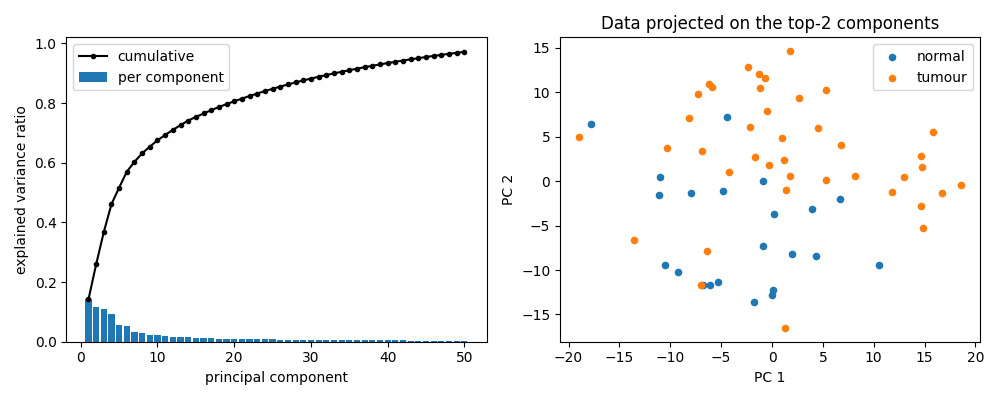 cumulative
per component
1.0
0.8
0.6
0.4
0.2
0.0
explained variance ratio
0 10 20 30 40 50
principal component
Data projected on the top-2 components
normal
tumour
15
10
5
0
−5
−10
−15
PC 2
−20 −15 −10 −5 0 5 10 15 20
PC 1